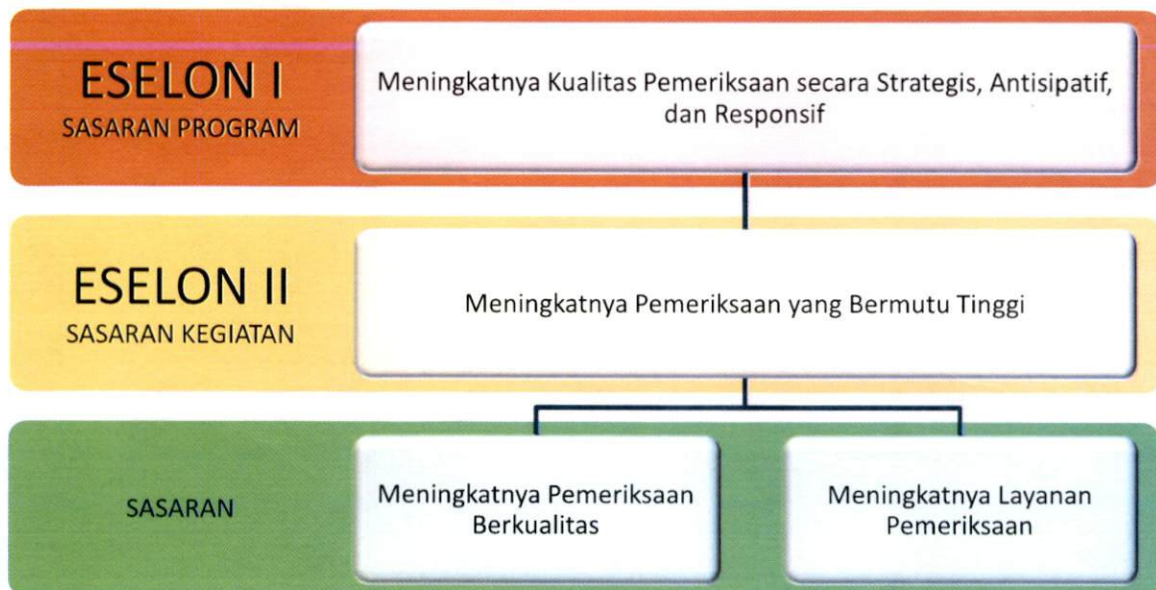 ESELON I
SASARAN PROGRAM
Meningkatnya Kualitas Pemeriksaan secara Strategis, Antisipatif,
dan Responsif
ESELON II
SASARAN KEGIATAN
Meningkatnya Pemeriksaan yang Bermutu Tinggi
SASARAN
Meningkatnya Pemeriksaan
Berkualitas
Meningkatnya Layanan
Pemeriksaan